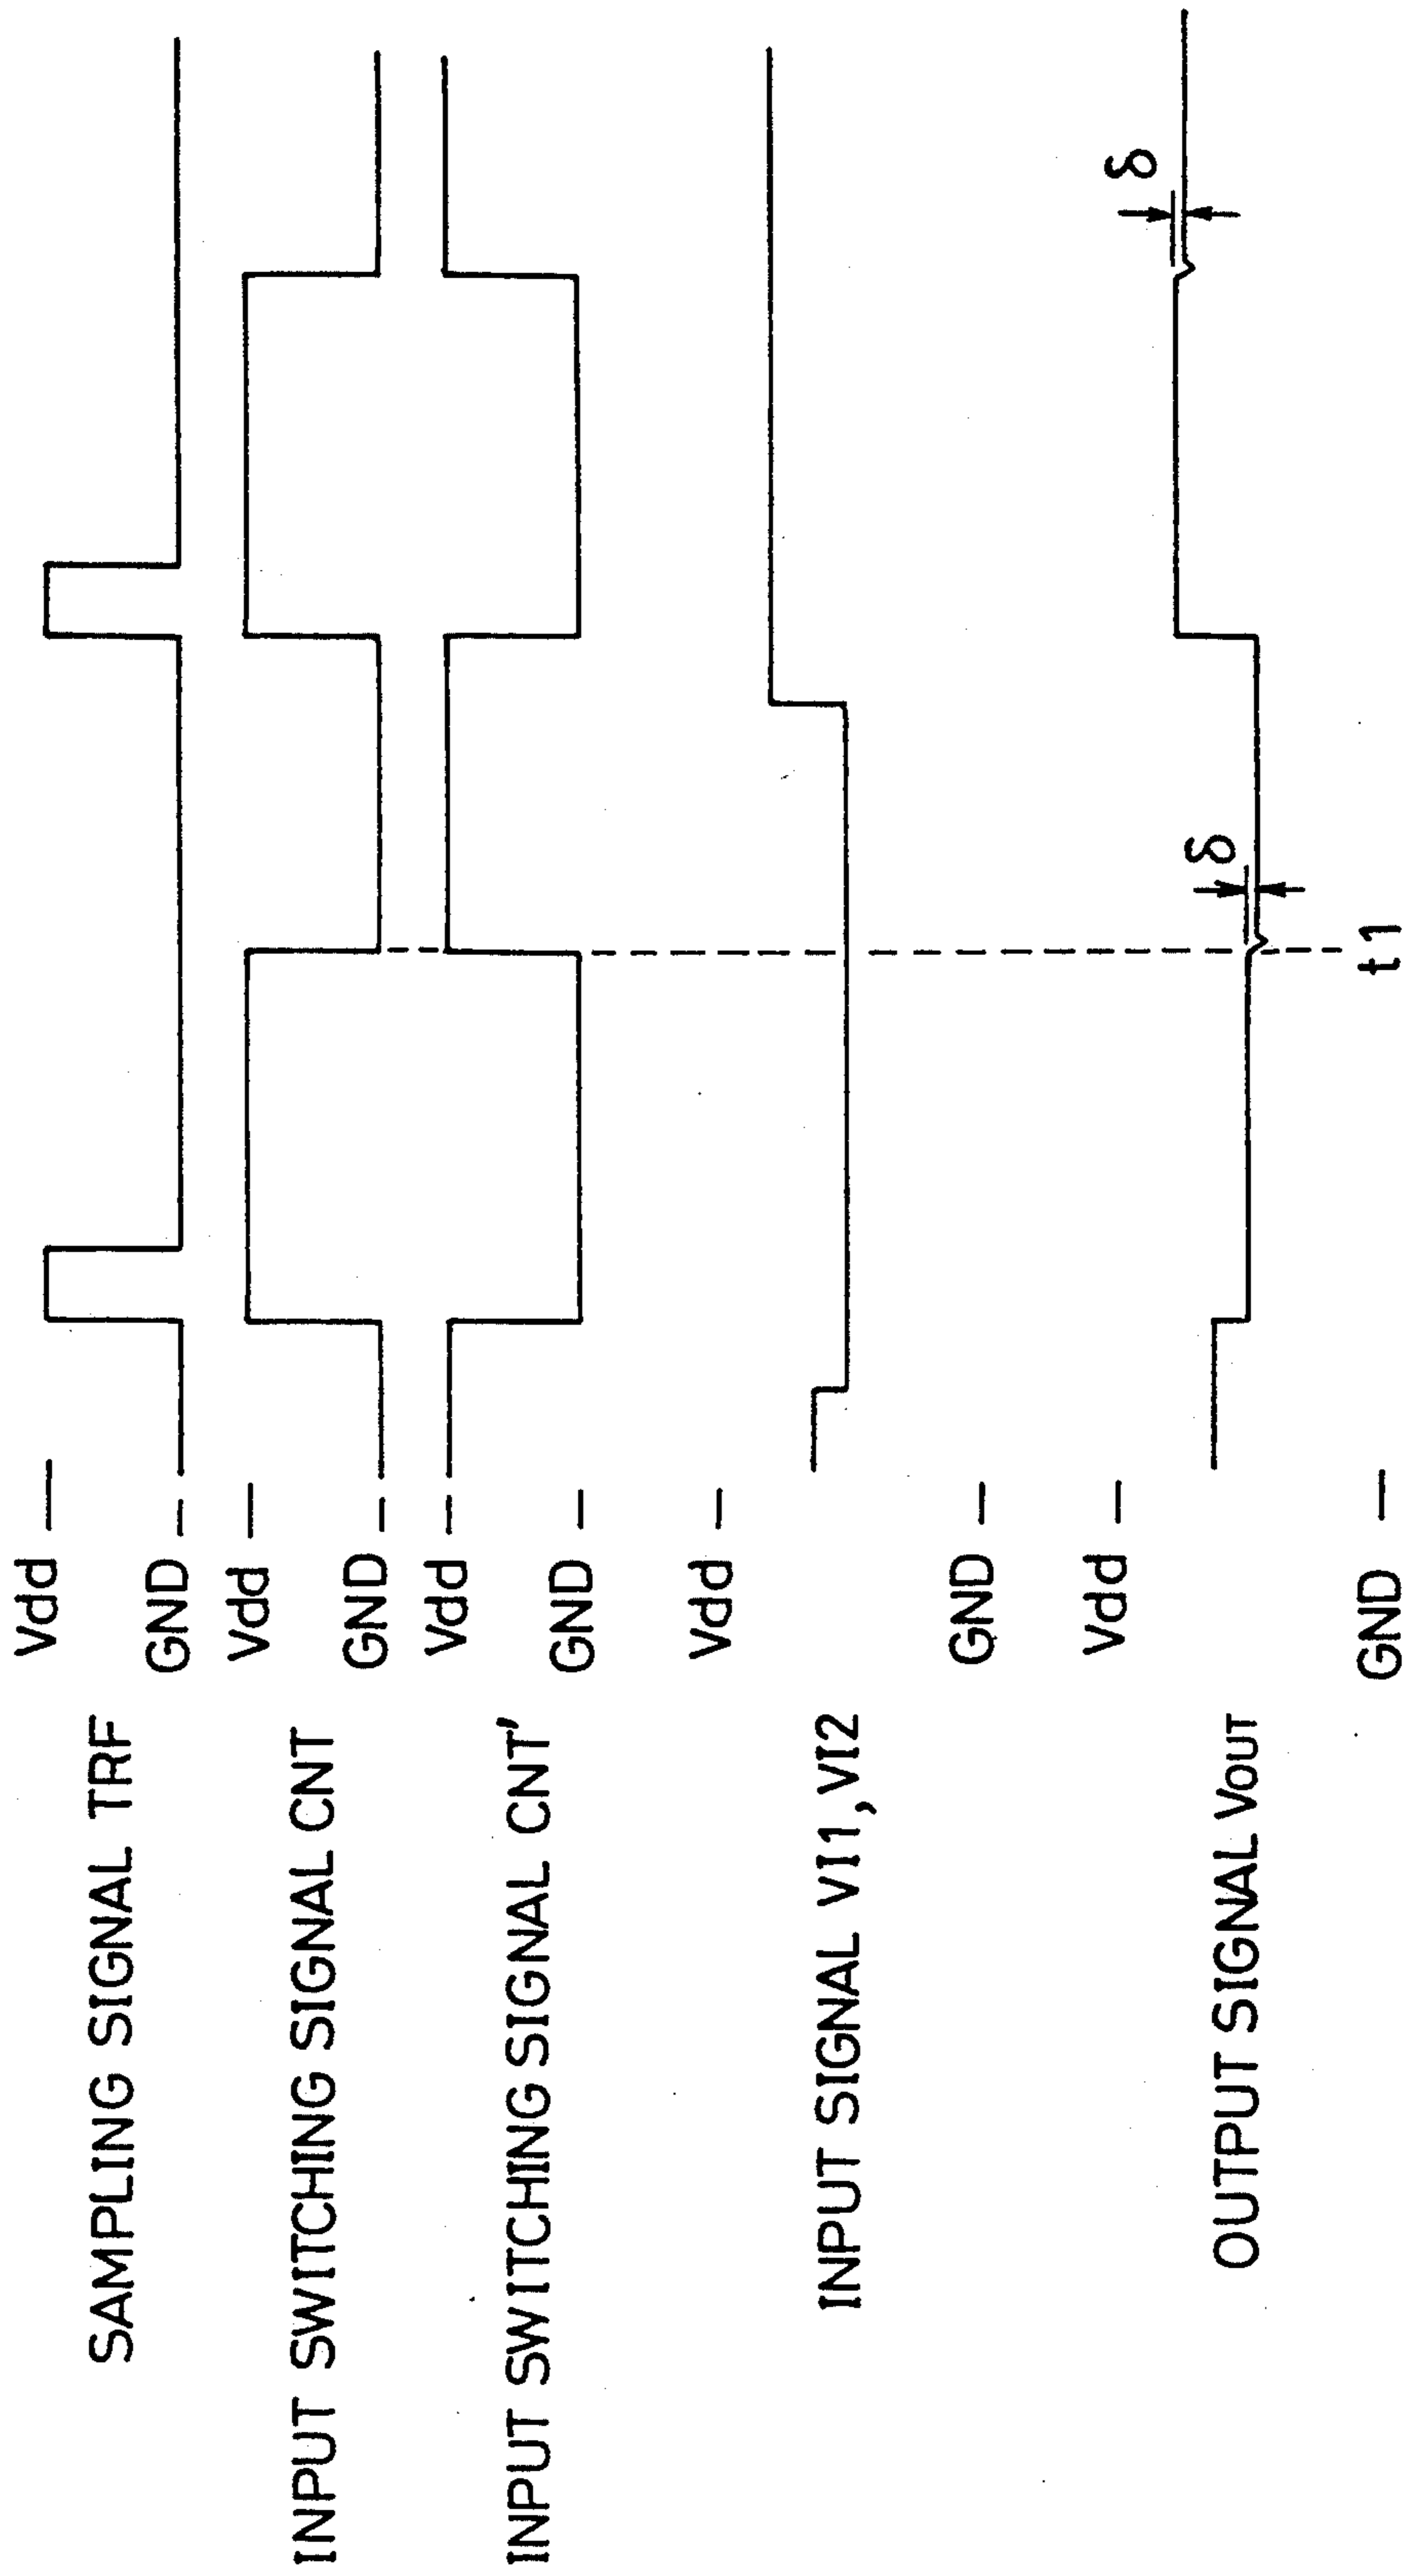 SAMPLING SIGNAL TRF
Vdd
GND
INPUT SWITCHING SIGNAL CNT
Vdd
GND
INPUT SWITCHING SIGNAL CNT'
Vdd
GND
INPUT SIGNAL VI1, VI2
Vdd
GND
OUTPUT SIGNAL VOUT
Vdd
GND
δ
δ
t1